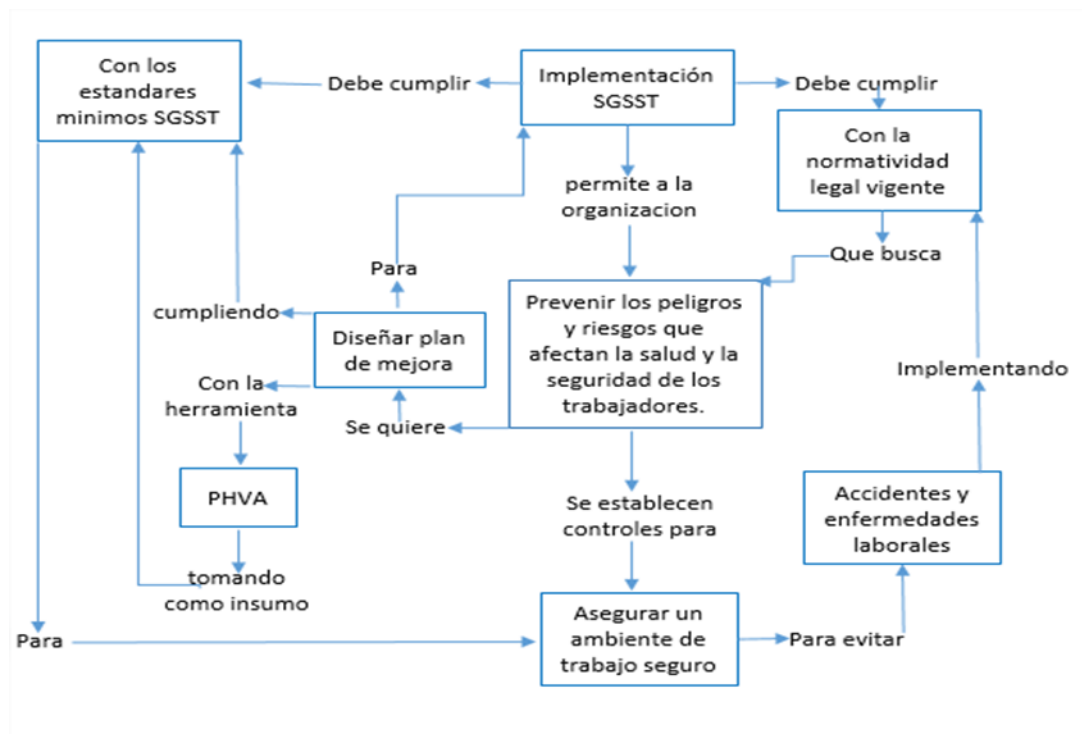 Con los
estandares
minimos SGSST
Debe cumplir
Implementación
SGSST
Debe cumplir
Con la
normatividad
legal vigente
permite a la
organizacion
Que busca
Para
cumpliendo
Diseñar plan
de mejora
Prevenir los peligros
y riesgos que
afectan la salud y la
seguridad de los
trabajadores.
Con la
herramienta
Se quiere
Implementando
PHVA
Se establecen
controles para
Accidentes y
enfermedades
laborales
tomando
como insumo
Para
Asegurar un
ambiente de
trabajo seguro
Para evitar